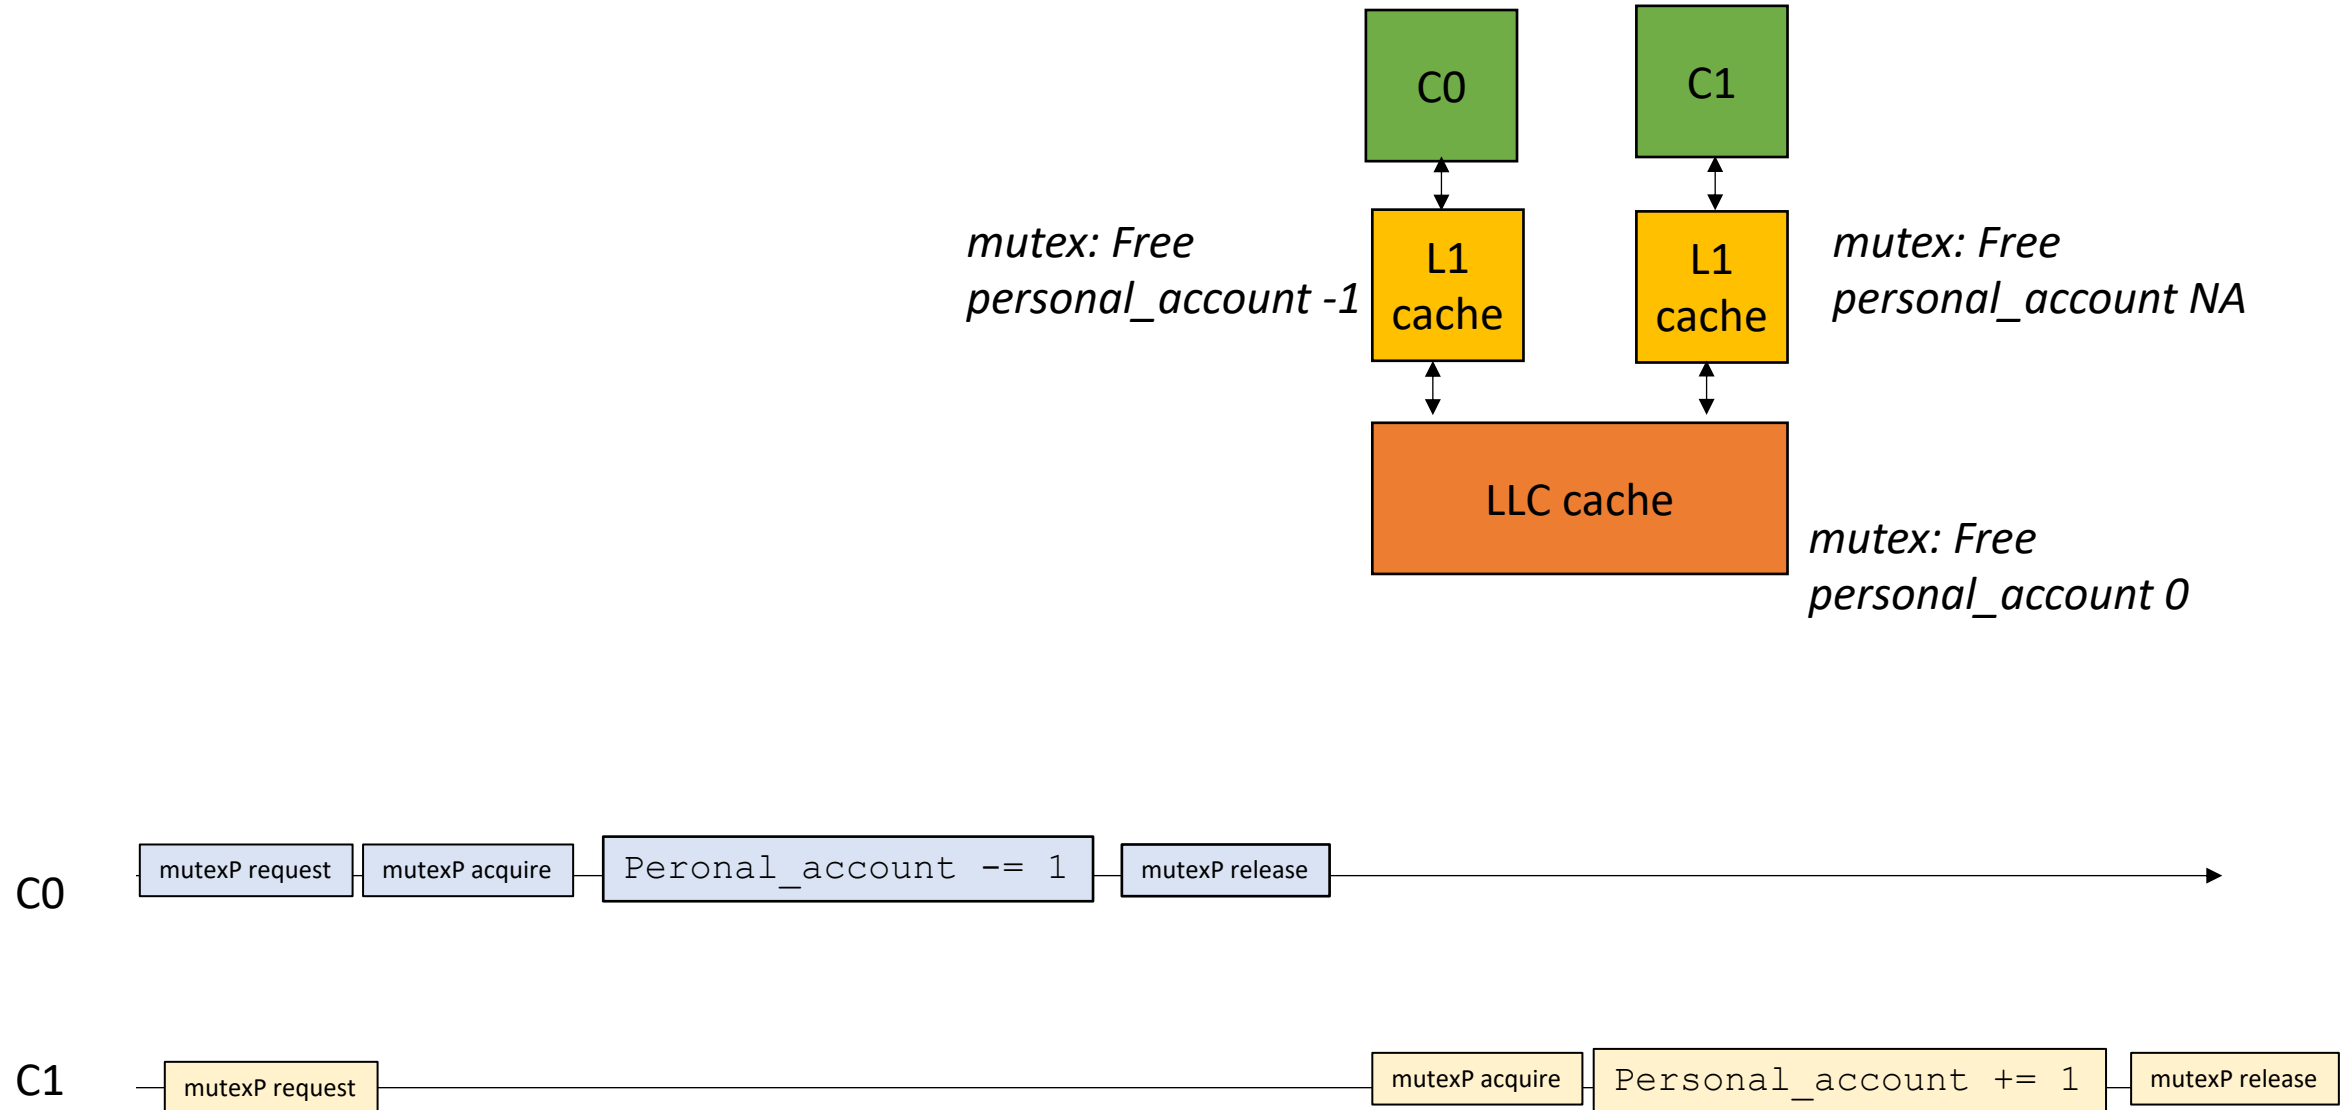 C0
C1
mutex: Free
personal_account -1
L1
cache
L1
cache
mutex: Free
personal_account NA
LLC cache
mutex: Free
personal_account 0
C0
mutexP request
mutexP acquire
Peronal_account -= 1
mutexP release
C1
mutexP request
mutexP acquire
Personal_account += 1
mutexP release